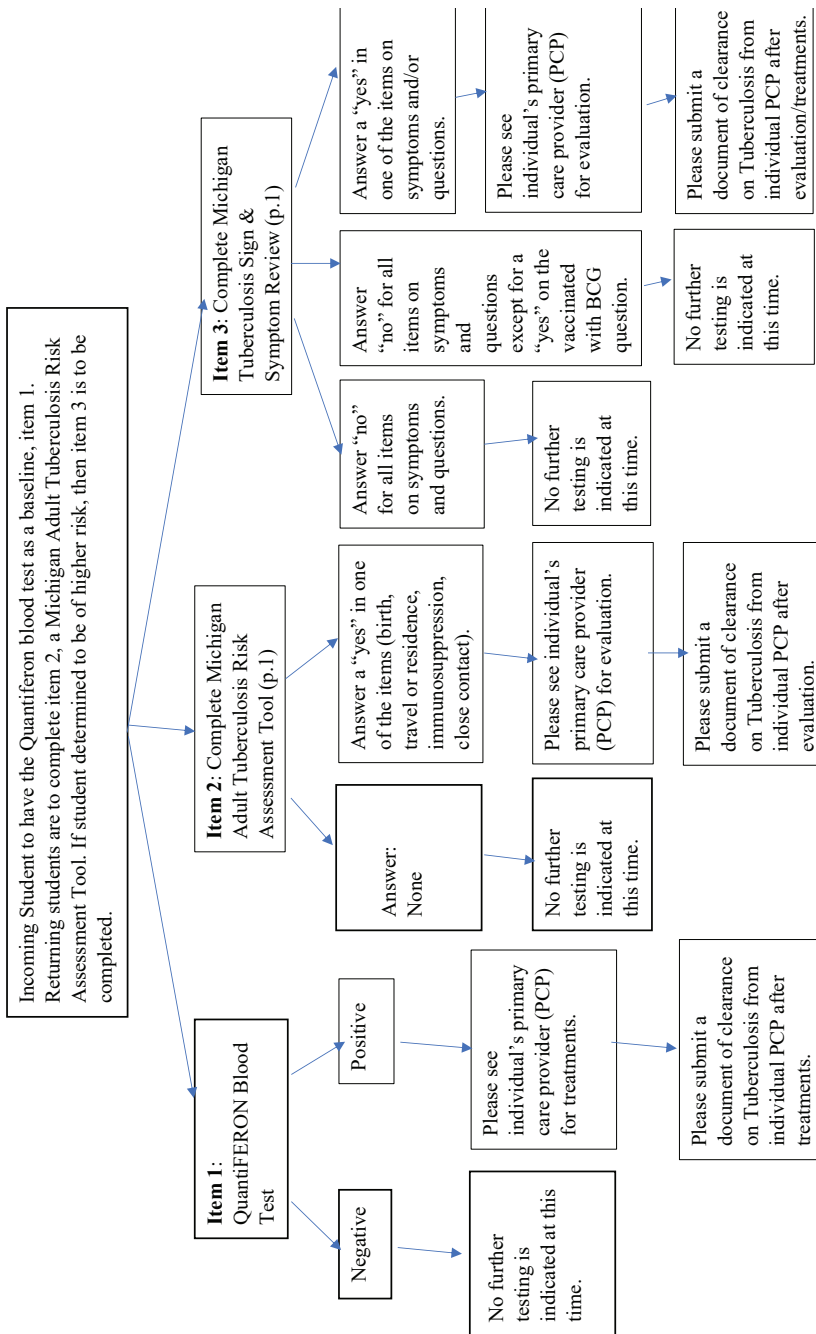 Incoming Student to have the Quantiferon blood test as a baseline, item 1.
Returning students are to complete item 2, a Michigan Adult Tuberculosis Risk
Assessment Tool. If student determined to be of higher risk, then item 3 is to be
completed.
Item 1:
QuantiFERON Blood
Test
Negative
No further
testing is
indicated at this
time.
Positive
Please see
individual’s primary
care provider (PCP)
for treatments.
Please submit a
document of clearance
on Tuberculosis from
individual PCP after
treatments.
Item 2: Complete Michigan
Adult Tuberculosis Risk
Assessment Tool (p.1)
Answer:
None
No further
testing is
indicated at
this time.
Answer a “yes” in one
of the items (birth,
travel or residence,
immunosuppression,
close contact).
Please see individual’s
primary care provider
(PCP) for evaluation.
Please submit a
document of clearance
on Tuberculosis from
individual PCP after
evaluation.
Item 3: Complete Michigan
Tuberculosis Sign &
Symptom Review (p.1)
Answer “no”
for all items
on symptoms
and questions.
No further
testing is
indicated at
this time.
Answer
“no” for all
items on
symptoms
and
questions
except for a
“yes” on the
vaccinated
with BCG
question.
No further
testing is
indicated at
this time.
Answer a “yes” in
one of the items on
symptoms and/or
questions.
Please see
individual’s primary
care provider (PCP)
for evaluation.
Please submit a
document of clearance
on Tuberculosis from
individual PCP after
evaluation/treatments.